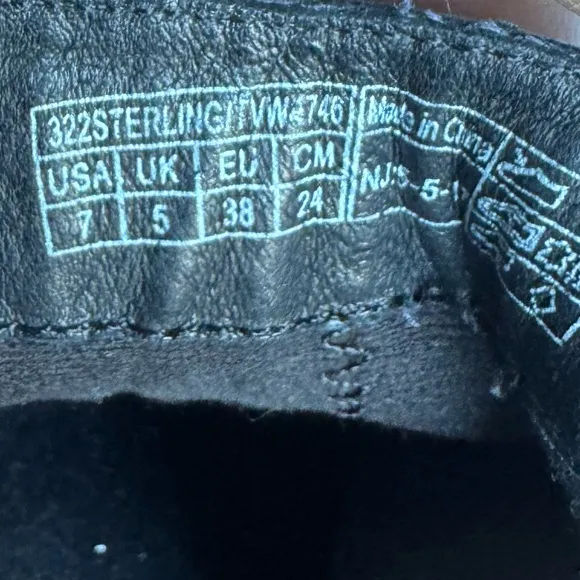 322STERLING/TVW4746
Made in China
USA UK EU CM
7 5 38 24